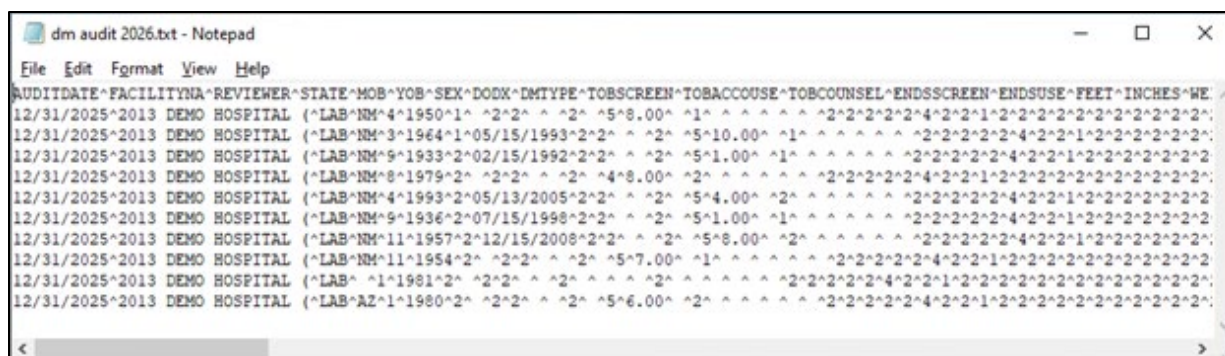 dm audit 2026.txt - Notepad
File Edit Format View Help
AUDITDATE^FACILITYNA^REVIEWER^STATE^MOB^YOB^SEX^DODX^DMTYPE^TOBSCREEN^TOBACCOUSE^TOBCOUNSEL^ENDSSCREEN^ENDSUSE^FEET^INCHES^WE
12/31/2025^2013 DEMO HOSPITAL (^LAB^NM^4^1950^1^ ^2^2^ ^ ^2^ ^5^8.00^ ^1^ ^ ^ ^ ^ ^ ^2^2^2^2^2^4^2^2^1^2^2^2^2^2^2^2^2^2^
12/31/2025^2013 DEMO HOSPITAL (^LAB^NM^3^1964^1^05/15/1993^2^2^ ^ ^2^ ^5^10.00^ ^1^ ^ ^ ^ ^ ^ ^2^2^2^2^2^4^2^2^1^2^2^2^2^2
12/31/2025^2013 DEMO HOSPITAL (^LAB^NM^9^1933^2^02/15/1992^2^2^ ^ ^2^ ^5^1.00^ ^1^ ^ ^ ^ ^ ^ ^2^2^2^2^2^4^2^2^1^2^2^2^2^2^2
12/31/2025^2013 DEMO HOSPITAL (^LAB^NM^8^1979^2^ ^2^2^ ^ ^2^ ^4^8.00^ ^2^ ^ ^ ^ ^ ^ ^2^2^2^2^2^4^2^2^1^2^2^2^2^2^2^2^2^2^
12/31/2025^2013 DEMO HOSPITAL (^LAB^NM^4^1993^2^05/13/2005^2^2^ ^ ^2^ ^5^4.00^ ^2^ ^ ^ ^ ^ ^ ^2^2^2^2^2^4^2^2^1^2^2^2^2^2^2
12/31/2025^2013 DEMO HOSPITAL (^LAB^NM^9^1936^2^07/15/1998^2^2^ ^ ^2^ ^5^1.00^ ^1^ ^ ^ ^ ^ ^ ^2^2^2^2^2^4^2^2^1^2^2^2^2^2^2
12/31/2025^2013 DEMO HOSPITAL (^LAB^NM^11^1957^2^12/15/2008^2^2^ ^ ^2^ ^5^8.00^ ^2^ ^ ^ ^ ^ ^ ^2^2^2^2^2^4^2^2^1^2^2^2^2^2
12/31/2025^2013 DEMO HOSPITAL (^LAB^NM^11^1954^2^ ^2^2^ ^ ^2^ ^5^7.00^ ^1^ ^ ^ ^ ^ ^ ^2^2^2^2^2^4^2^2^1^2^2^2^2^2^2^2^2^2
12/31/2025^2013 DEMO HOSPITAL (^LAB^ ^1^1981^2^ ^2^2^ ^ ^2^ ^ ^ ^ ^ ^ ^ ^ ^ ^ ^2^2^2^2^2^4^2^2^1^2^2^2^2^2^2^2^2^2^2^2^
12/31/2025^2013 DEMO HOSPITAL (^LAB^AZ^1^1980^2^ ^2^2^ ^ ^2^ ^5^6.00^ ^2^ ^ ^ ^ ^ ^ ^2^2^2^2^2^4^2^2^1^2^2^2^2^2^2^2^2^2^